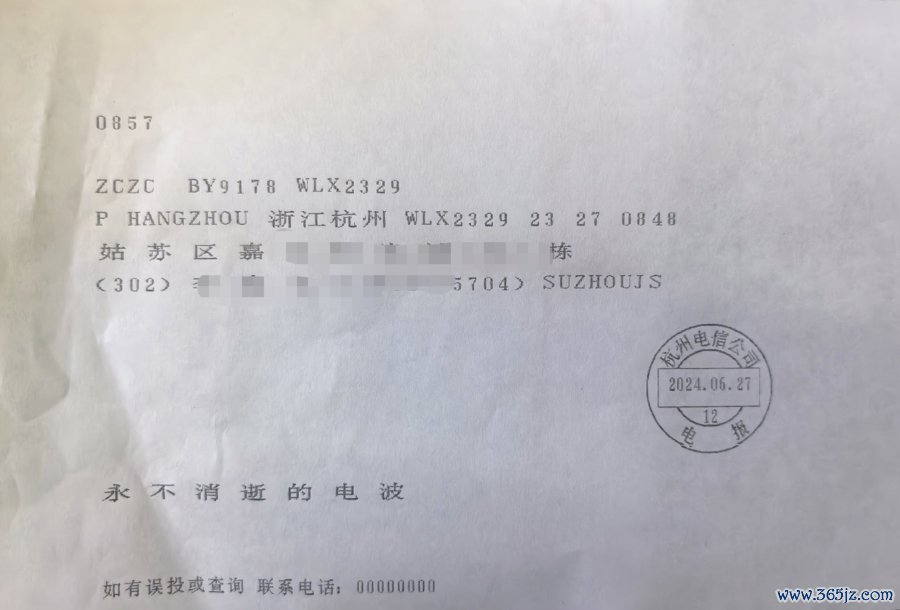 0857
ZCZC BY9178 WLX2329
P HANGZHOU 浙江杭州 WLX2329 23 27 0848
姑苏区嘉 栋
(302) 5704) SUZHOUJS
杭州电信公司
2024.06.27
12
电报
永不消逝的电波
如有误投或查询 联系电话：00000000
www.365jz.com